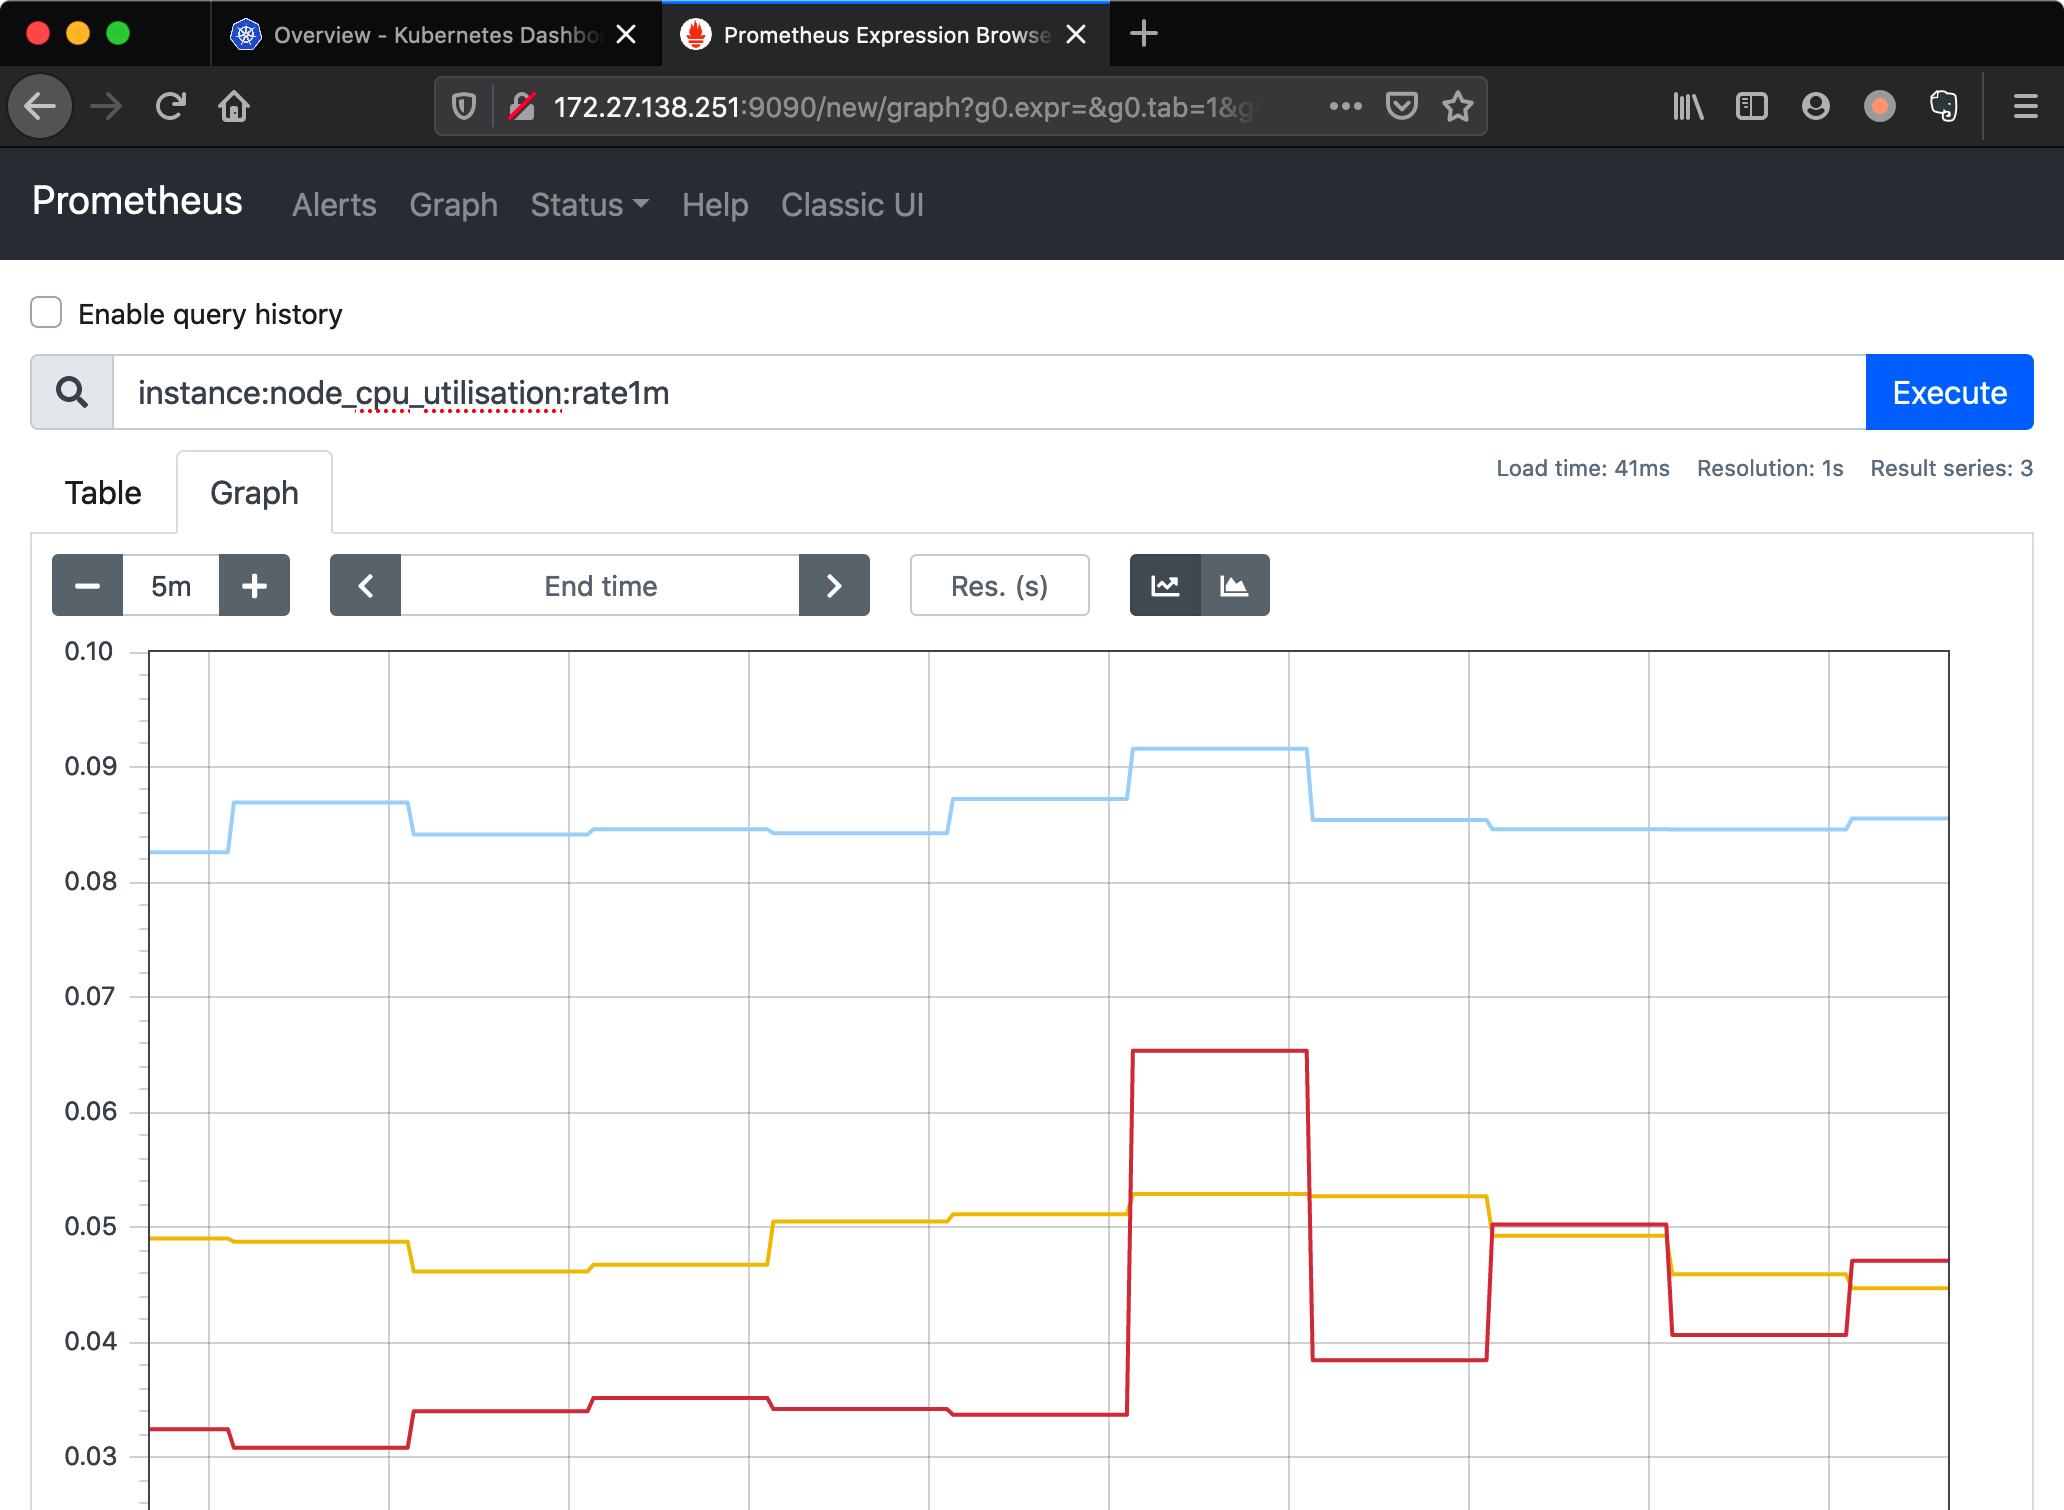 Overview - Kubernetes Dashbo
Prometheus Expression Browse
172.27.138.251:9090/new/graph?g0.expr=&g0.tab=1&g
Prometheus Alerts Graph Status Help Classic UI
Enable query history
instance:node_cpu_utilisation:rate1m Execute
Load time: 41ms Resolution: 1s Result series: 3
Table Graph
5m End time Res. (s)
0.10
0.09
0.08
0.07
0.06
0.05
0.04
0.03